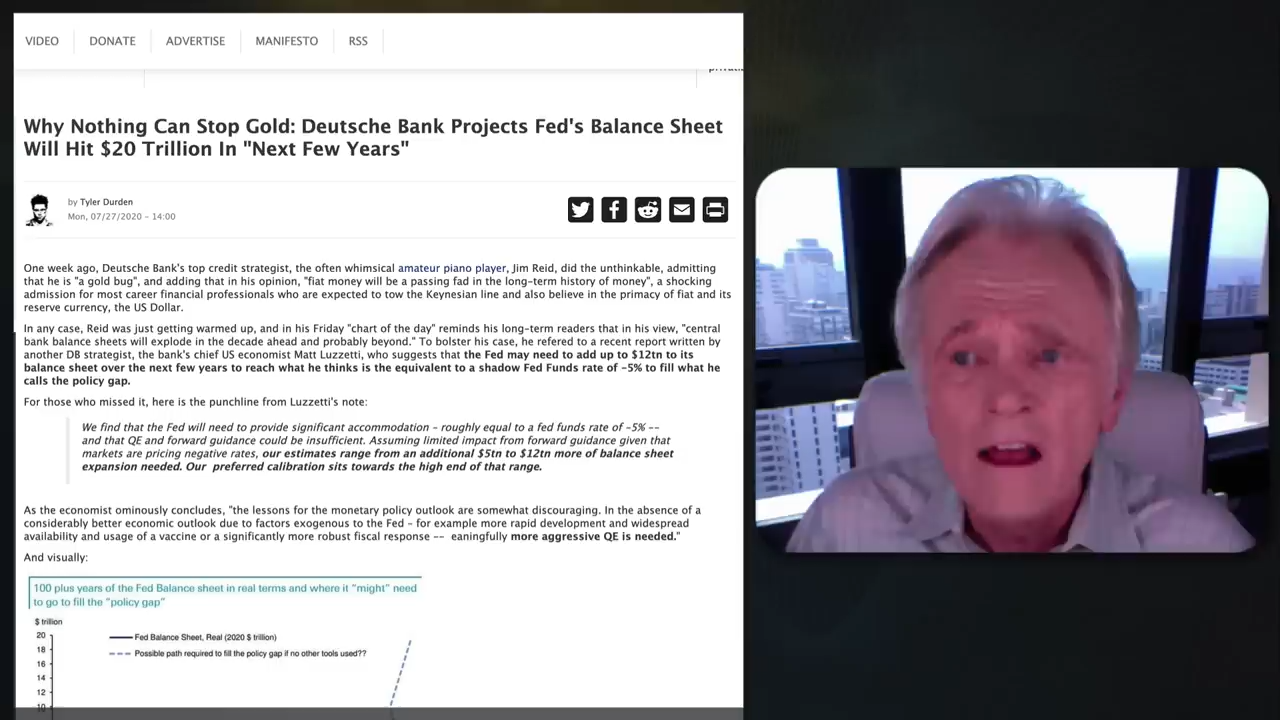 VIDEO DONATE ADVERTISE MANIFESTO RSS
Why Nothing Can Stop Gold: Deutsche Bank Projects Fed's Balance Sheet
Will Hit $20 Trillion In "Next Few Years"
by Tyler Durden
Mon, 07/27/2020 - 14:00
One week ago, Deutsche Bank's top credit strategist, the often whimsical amateur piano player, Jim Reid, did the unthinkable, admitting
that he is "a gold bug", and adding that in his opinion, "fiat money will be a passing fad in the long-term history of money", a shocking
admission for most career financial professionals who are expected to tow the Keynesian line and also believe in the primacy of fiat and its
reserve currency, the US Dollar.
In any case, Reid was just getting warmed up, and in his Friday "chart of the day" reminds his long-term readers that in his view, "central
bank balance sheets will explode in the decade ahead and probably beyond." To bolster his case, he refered to a recent report written by
another DB strategist, the bank's chief US economist Matt Luzzetti, who suggests that the Fed may need to add up to $12tn to its
balance sheet over the next few years to reach what he thinks is the equivalent to a shadow Fed Funds rate of -5% to fill what he
calls the policy gap.
For those who missed it, here is the punchline from Luzzetti's note:
We find that the Fed will need to provide significant accommodation - roughly equal to a fed funds rate of -5% --
and that QE and forward guidance could be insufficient. Assuming limited impact from forward guidance given that
markets are pricing negative rates, our estimates range from an additional $5tn to $12tn more of balance sheet
expansion needed. Our preferred calibration sits towards the high end of that range.
As the economist ominously concludes, "the lessons for the monetary policy outlook are somewhat discouraging. In the absence of a
considerably better economic outlook due to factors exogenous to the Fed - for example more rapid development and widespread
availability and usage of a vaccine or a significantly more robust fiscal response -- eaningfully more aggressive QE is needed."
And visually:
100 plus years of the Fed Balance sheet in real terms and where it "might" need
to go to fill the "policy gap"
$ trillion
20
Fed Balance Sheet, Real (2020 $ trillion)
18
Possible path required to fill the policy gap if no other tools used??
16
14
12
10